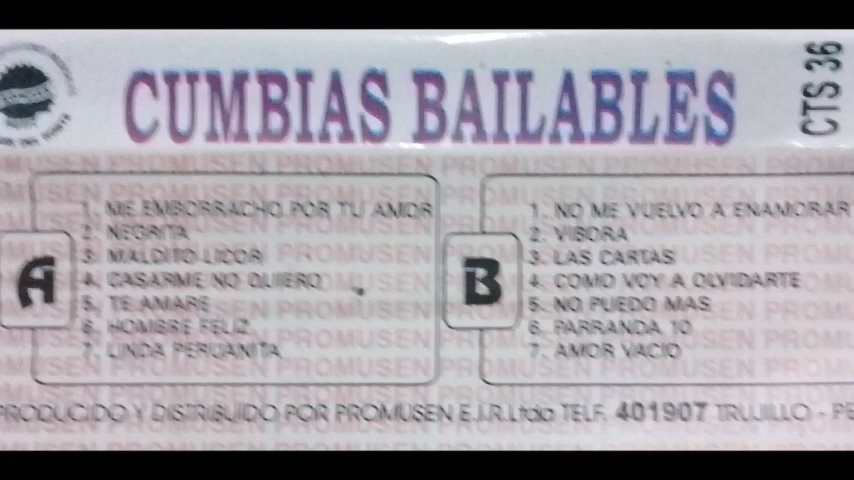 CUMBIAS BAILABLES
CTS 36
A
1. ME EMBORRACHO POR TU AMOR
2. NEGRITA
3. MALDITO LICOR
4. CASARME NO QUIERO
5. TE AMARE
6. HOMBRE FELIZ
7. LINDA PERUANITA
B
1. NO ME VUELVO A ENAMORAR
2. VIBORA
3. LAS CARTAS
4. COMO VOY A OLVIDARTE
5. NO PUEDO MAS
6. PARRANDA 10
7. AMOR VACIO
PRODUCIDO Y DISTRIBUIDO POR PROMUSEN E.I.R.Ltda TELF. 401907 TRUJILLO - PE